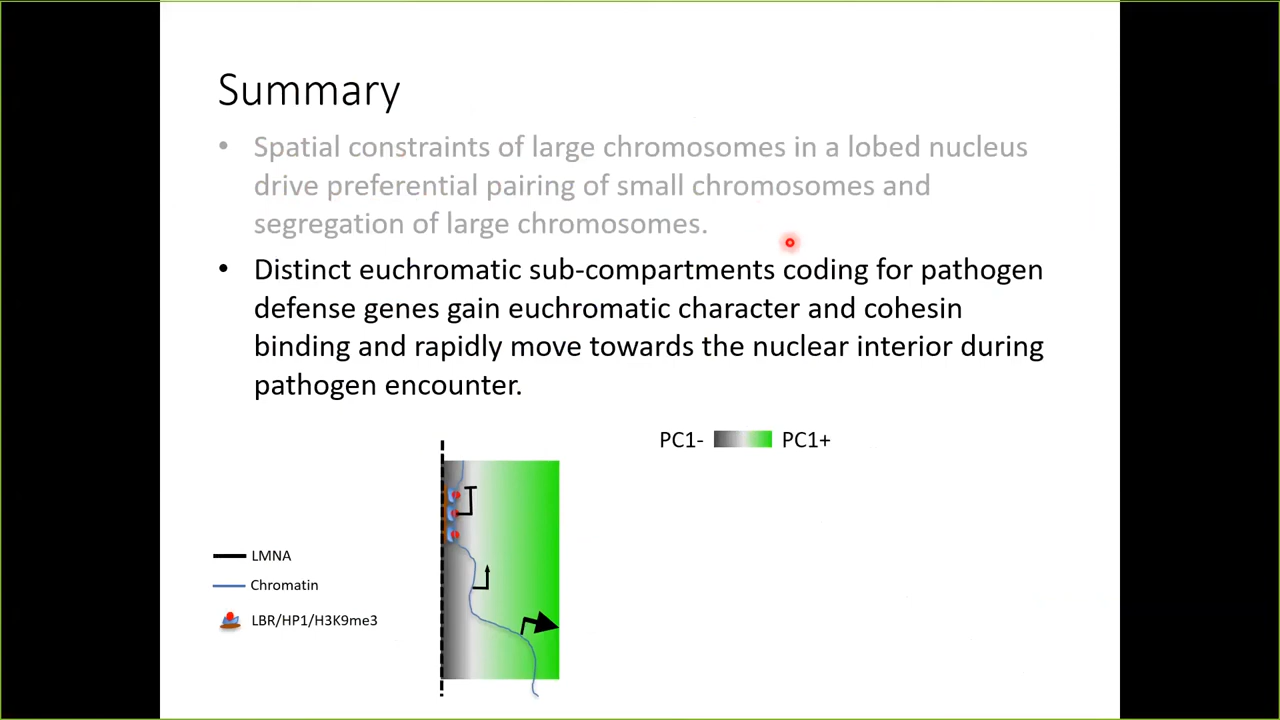 Summary
• Spatial constraints of large chromosomes in a lobed nucleus
drive preferential pairing of small chromosomes and
segregation of large chromosomes.
• Distinct euchromatic sub-compartments coding for pathogen
defense genes gain euchromatic character and cohesin
binding and rapidly move towards the nuclear interior during
pathogen encounter.
PC1- PC1+
LMNA
Chromatin
LBR/HP1/H3K9me3